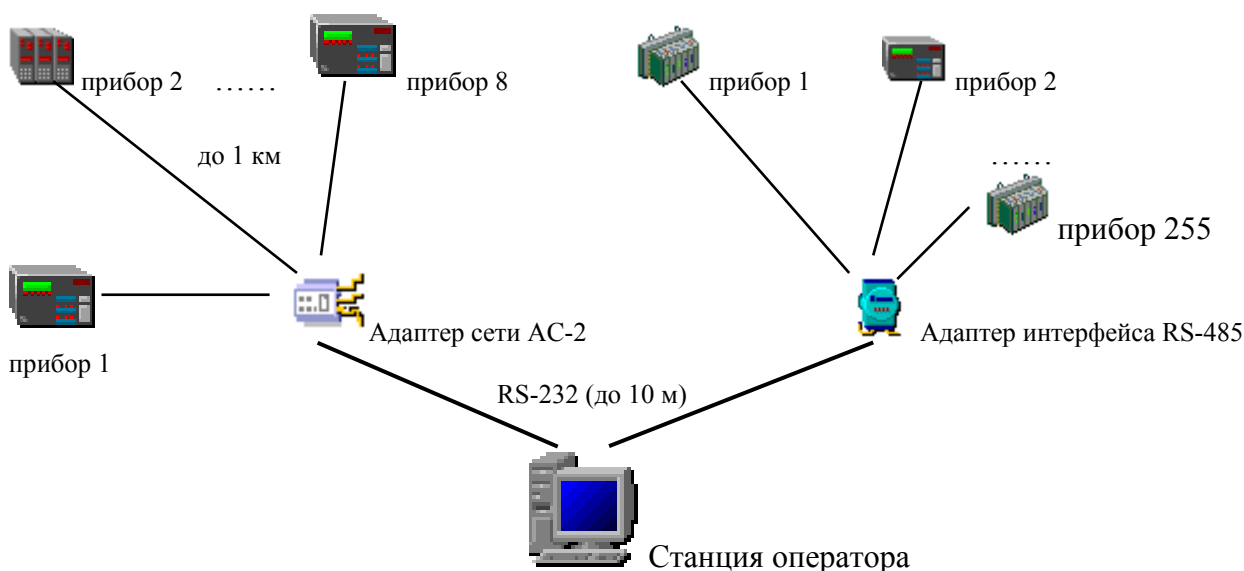 прибор 2 ……
прибор 8
прибор 1
прибор 2
до 1 км
……
прибор 255
Адаптер сети АС-2
Адаптер интерфейса RS-485
прибор 1
RS-232 (до 10 м)
Станция оператора